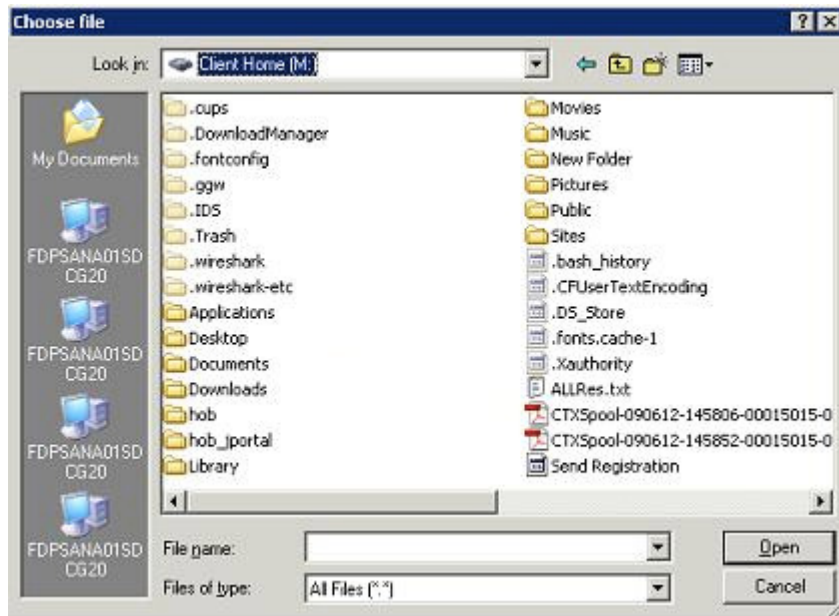 Choose file
Look in:
Client Home (M:)
My Documents
FDPSANA01SD
CG20
FDPSANA01SD
CG20
FDPSANA01SD
CG20
FDPSANA01SD
CG20
.cups
.DownloadManager
.fontconfig
.ggw
.IDS
.Trash
.wireshark
.wireshark-etc
Applications
Desktop
Documents
Downloads
hob
hob_jportal
Library
Movies
Music
New Folder
Pictures
Public
Sites
.bash_history
.CFUserTextEncoding
.DS_Store
.fonts.cache-1
.Xauthority
ALLRes.txt
CTXSpool-090612-145806-00015015-0
CTXSpool-090612-145852-00015015-0
Send Registration
File name:
Open
Files of type:
All Files (*.*)
Cancel